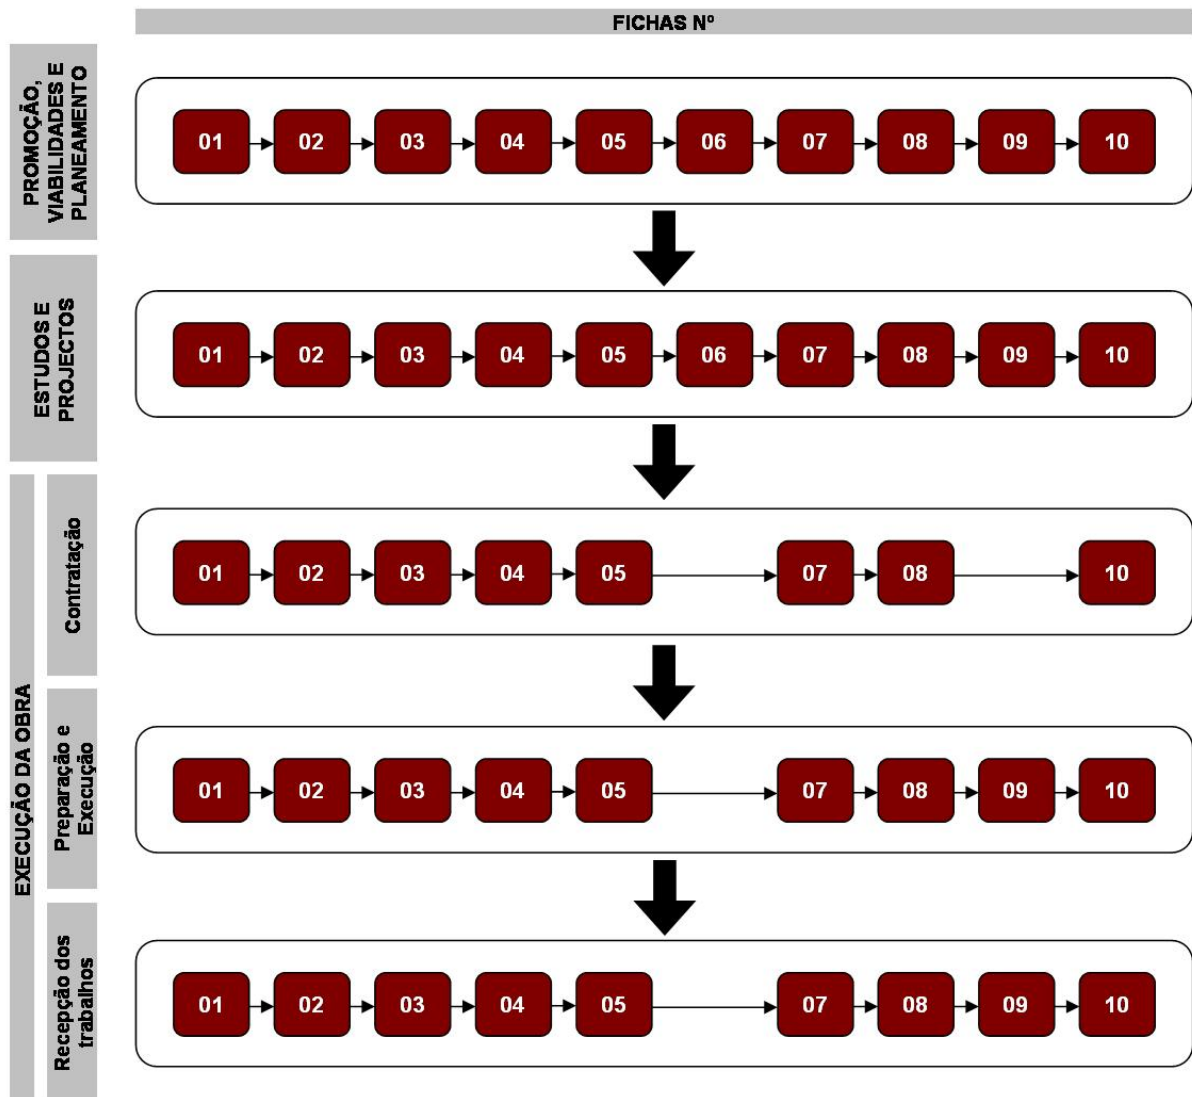 FICHAS Nº
PROMOÇÃO,
VIABILIDADES E
PLANEAMENTO
01 02 03 04 05 06 07 08 09 10
ESTUDOS E
PROJECTOS
01 02 03 04 05 06 07 08 09 10
EXECUÇÃO DA OBRA
Contratação
01 02 03 04 05 07 08 10
Preparação e
Execução
01 02 03 04 05 07 08 09 10
Recepção dos
trabalhos
01 02 03 04 05 07 08 09 10